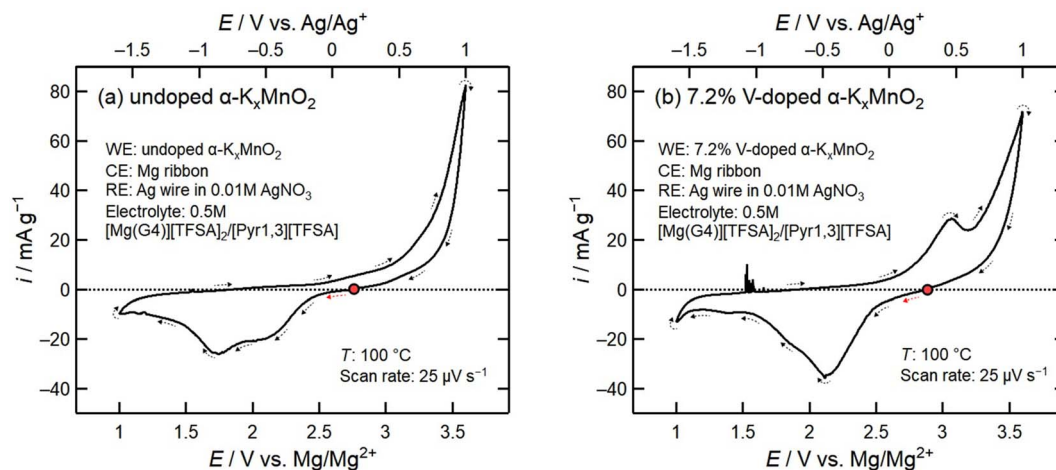 E / V vs. Ag/Ag⁺
−1.5 −1 −0.5 0 0.5 1
(a) undoped α-KₓMnO₂
WE: undoped α-KₓMnO₂
CE: Mg ribbon
RE: Ag wire in 0.01M AgNO₃
Electrolyte: 0.5M
[Mg(G4)][TFSA]₂/[Pyr1,3][TFSA]
T: 100 °C
Scan rate: 25 μV s⁻¹
80
60
40
20
0
−20
−40
i / mA g⁻¹
1 1.5 2 2.5 3 3.5
E / V vs. Mg/Mg²⁺
E / V vs. Ag/Ag⁺
−1.5 −1 −0.5 0 0.5 1
(b) 7.2% V-doped α-KₓMnO₂
WE: 7.2% V-doped α-KₓMnO₂
CE: Mg ribbon
RE: Ag wire in 0.01M AgNO₃
Electrolyte: 0.5M
[Mg(G4)][TFSA]₂/[Pyr1,3][TFSA]
T: 100 °C
Scan rate: 25 μV s⁻¹
80
60
40
20
0
−20
−40
i / mA g⁻¹
1 1.5 2 2.5 3 3.5
E / V vs. Mg/Mg²⁺